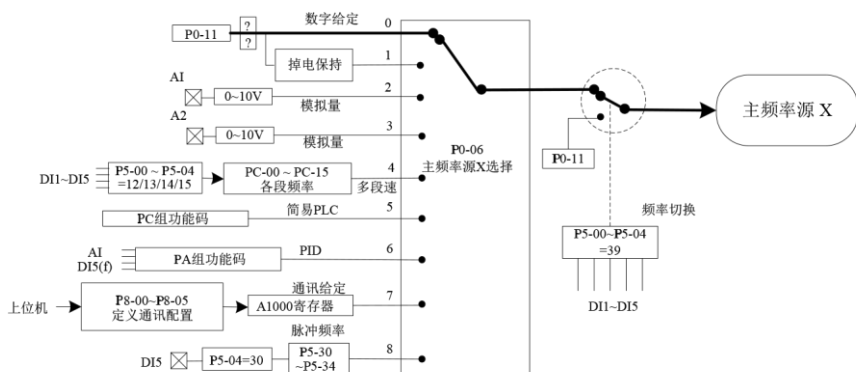 数字给定
0
P0-11
?
?
掉电保持
1
AI
0~10V
2
模拟量
A2
0~10V
3
模拟量
DI1~DI5
P5-00 ~ P5-04
=12/13/14/15
PC-00 ~ PC-15
各段频率
4
多段速
PC组功能码
简易PLC
5
AI
DI5(f)
PA组功能码
PID
6
上位机
P8-00~P8-05
定义通讯配置
A1000寄存器
通讯给定
7
脉冲频率
DI5
P5-04=30
P5-30
~P5-34
8
P0-06
主频率源X选择
P0-11
频率切换
P5-00~P5-04
=39
DI1~DI5
主频率源 X